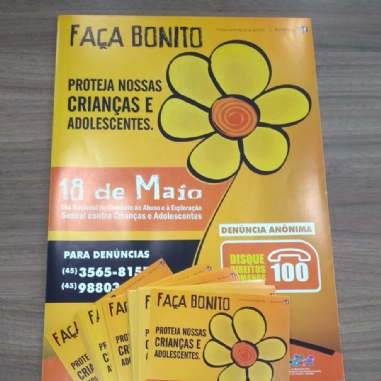 FAÇA BONITO
PROTEJA NOSSAS
CRIANÇAS E
ADOLESCENTES.
18 de Maio
Dia Nacional de Combate ao Abuso e à Exploração
Sexual contra Crianças e Adolescentes
DENÚNCIA ANÔNIMA
PARA DENÚNCIAS
(45) 3565-815
(45) 98803
DISQUE
DIREITOS
HUMANOS
100
FAÇA
FAÇA BONITO
PROTEJA NOSSAS
CRIANÇAS E
ADOLESCENTES.